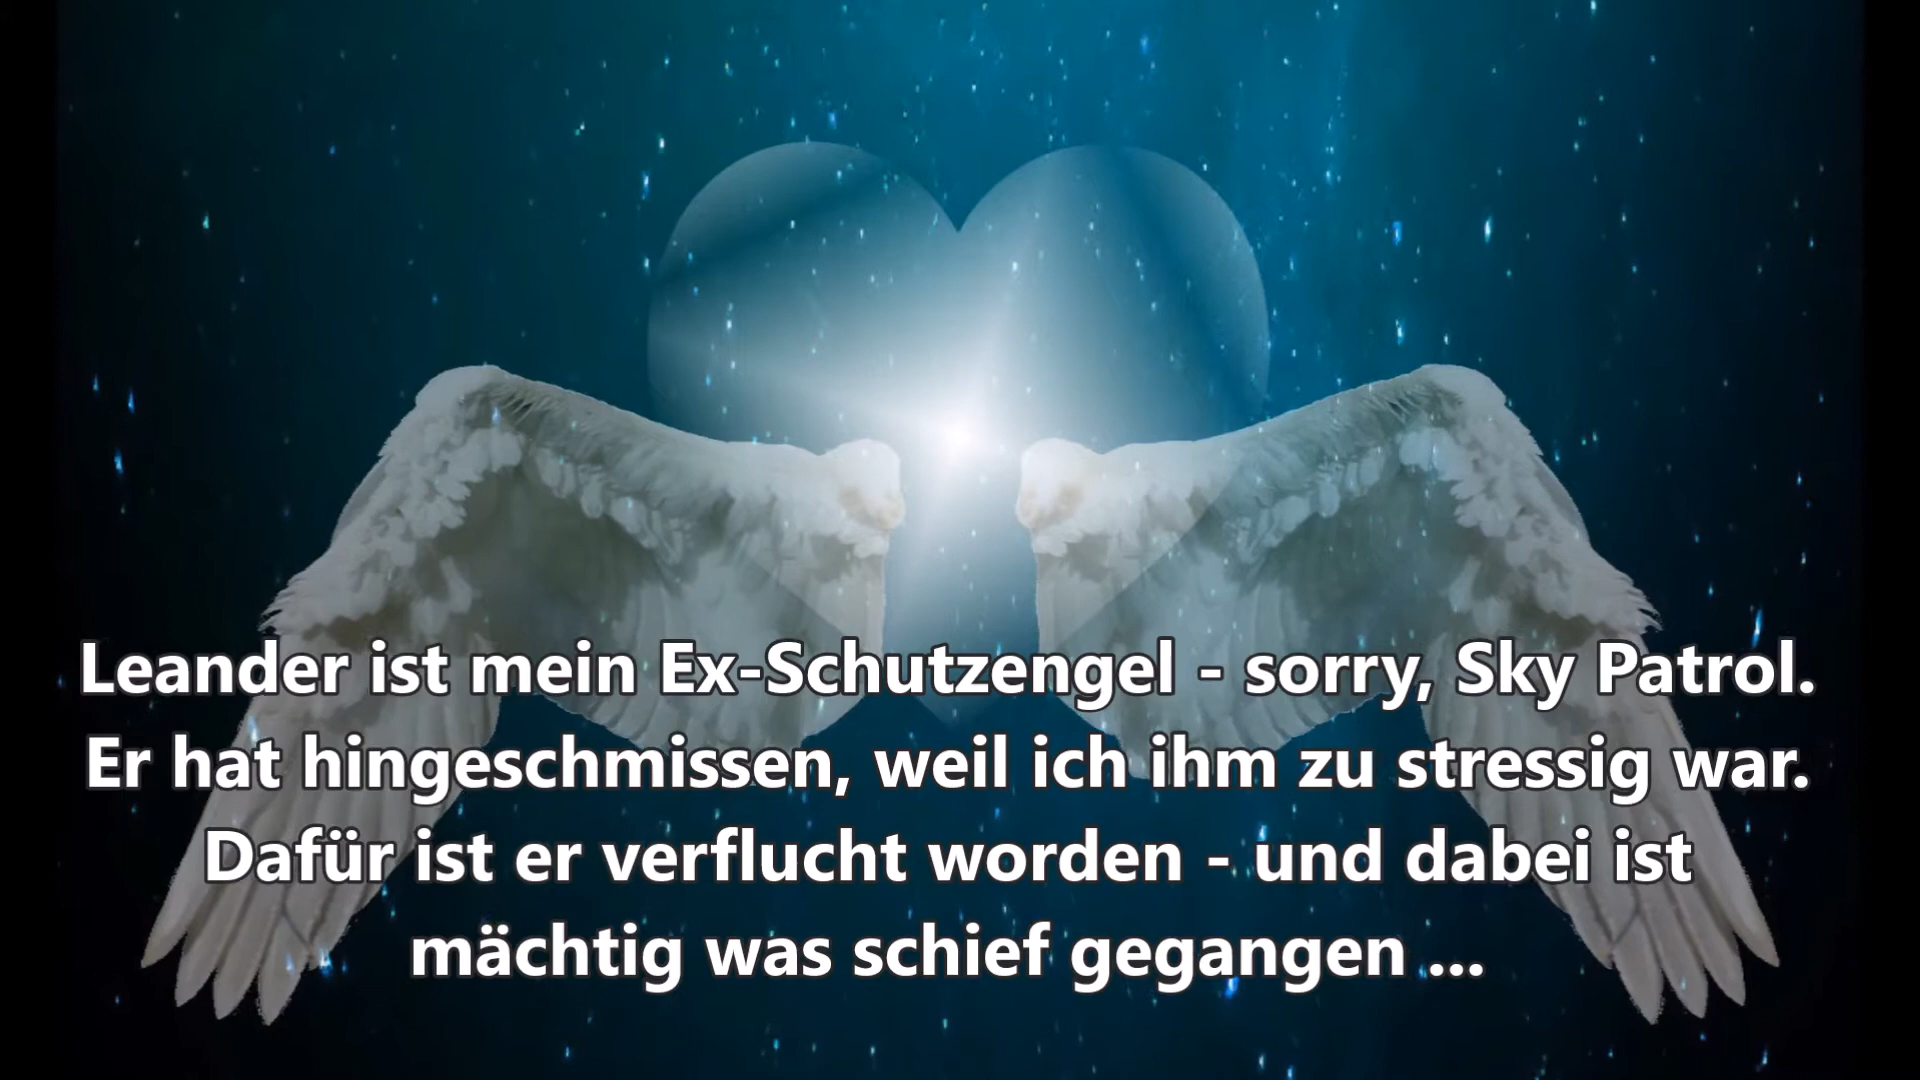 Leander ist mein Ex-Schutzengel - sorry, Sky Patrol.
Er hat hingeschmissen, weil ich ihm zu stressig war.
Dafür ist er verflucht worden - und dabei ist
mächtig was schief gegangen ...